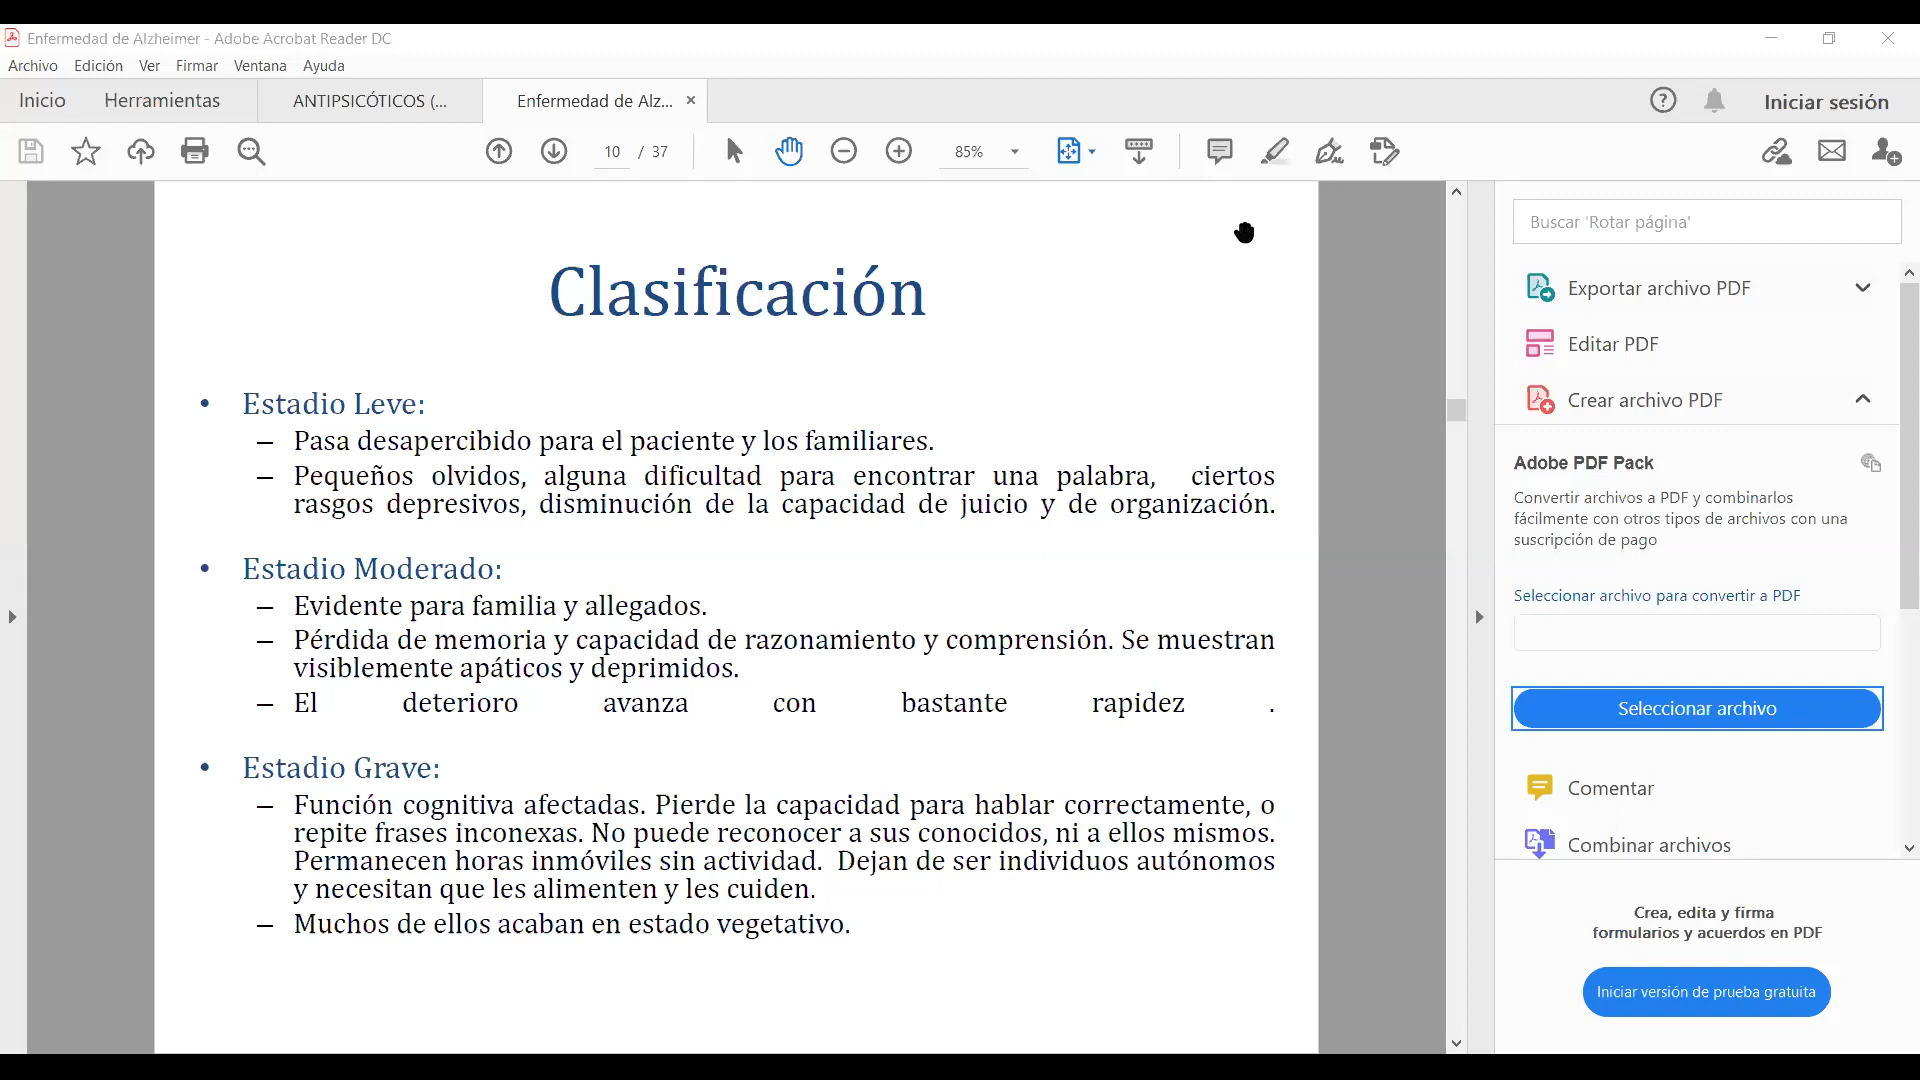 Enfermedad de Alzheimer - Adobe Acrobat Reader DC
Archivo Edición Ver Firmar Ventana Ayuda
Inicio Herramientas ANTIPSICÓTICOS (... Enfermedad de Alz... × Iniciar sesión
10 / 37 85%
Clasificación
• Estadio Leve:
– Pasa desapercibido para el paciente y los familiares.
– Pequeños olvidos, alguna dificultad para encontrar una palabra, ciertos
rasgos depresivos, disminución de la capacidad de juicio y de organización.
• Estadio Moderado:
– Evidente para familia y allegados.
– Pérdida de memoria y capacidad de razonamiento y comprensión. Se muestran
visiblemente apáticos y deprimidos.
– El deterioro avanza con bastante rapidez .
• Estadio Grave:
– Función cognitiva afectadas. Pierde la capacidad para hablar correctamente, o
repite frases inconexas. No puede reconocer a sus conocidos, ni a ellos mismos.
Permanecen horas inmóviles sin actividad. Dejan de ser individuos autónomos
y necesitan que les alimenten y les cuiden.
– Muchos de ellos acaban en estado vegetativo.
Buscar 'Rotar página'
Exportar archivo PDF
Editar PDF
Crear archivo PDF
Adobe PDF Pack
Convertir archivos a PDF y combinarlos
fácilmente con otros tipos de archivos con una
suscripción de pago
Seleccionar archivo para convertir a PDF
Seleccionar archivo
Comentar
Combinar archivos
Crea, edita y firma
formularios y acuerdos en PDF
Iniciar versión de prueba gratuita